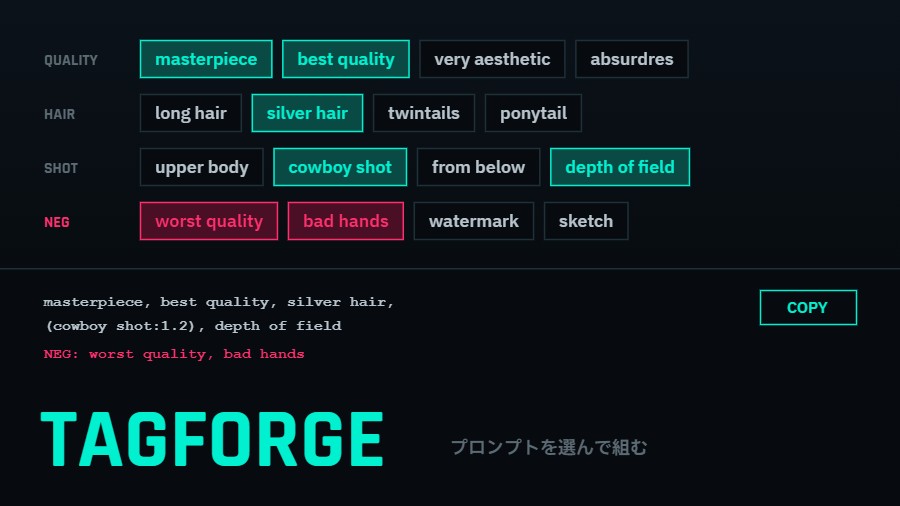 QUALITY masterpiece best quality very aesthetic absurdres
HAIR long hair silver hair twintails ponytail
SHOT upper body cowboy shot from below depth of field
NEG worst quality bad hands watermark sketch
masterpiece, best quality, silver hair,
(cowboy shot:1.2), depth of field
NEG: worst quality, bad hands
COPY
TAGFORGE
プロンプトを選んで組む